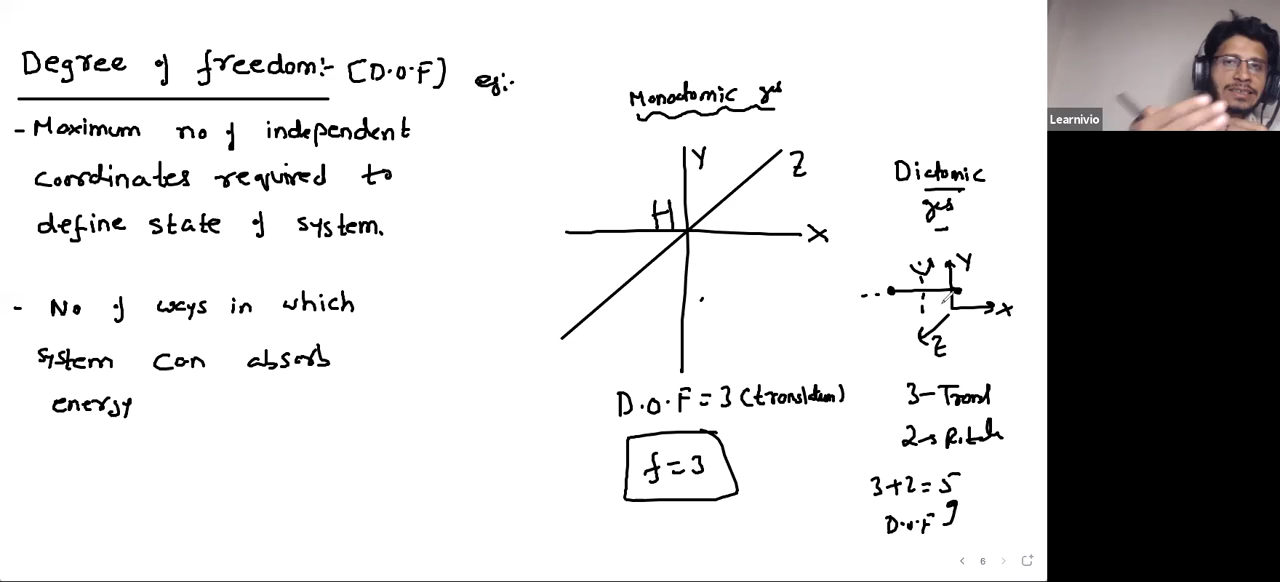 Degree of freedom:- [D.O.F] eg:-
- Maximum no of independent
coordinates required to
define state of system.
- No of ways in which
system can absorb
energy
Monoatomic gas
Y
Z
H
X
D.O.F = 3 (translation)
f = 3
Diatomic
gas
Y
X
Z
3 - Transl
2 → Rotat
3+2=5
D.O.F
6
Learnivio